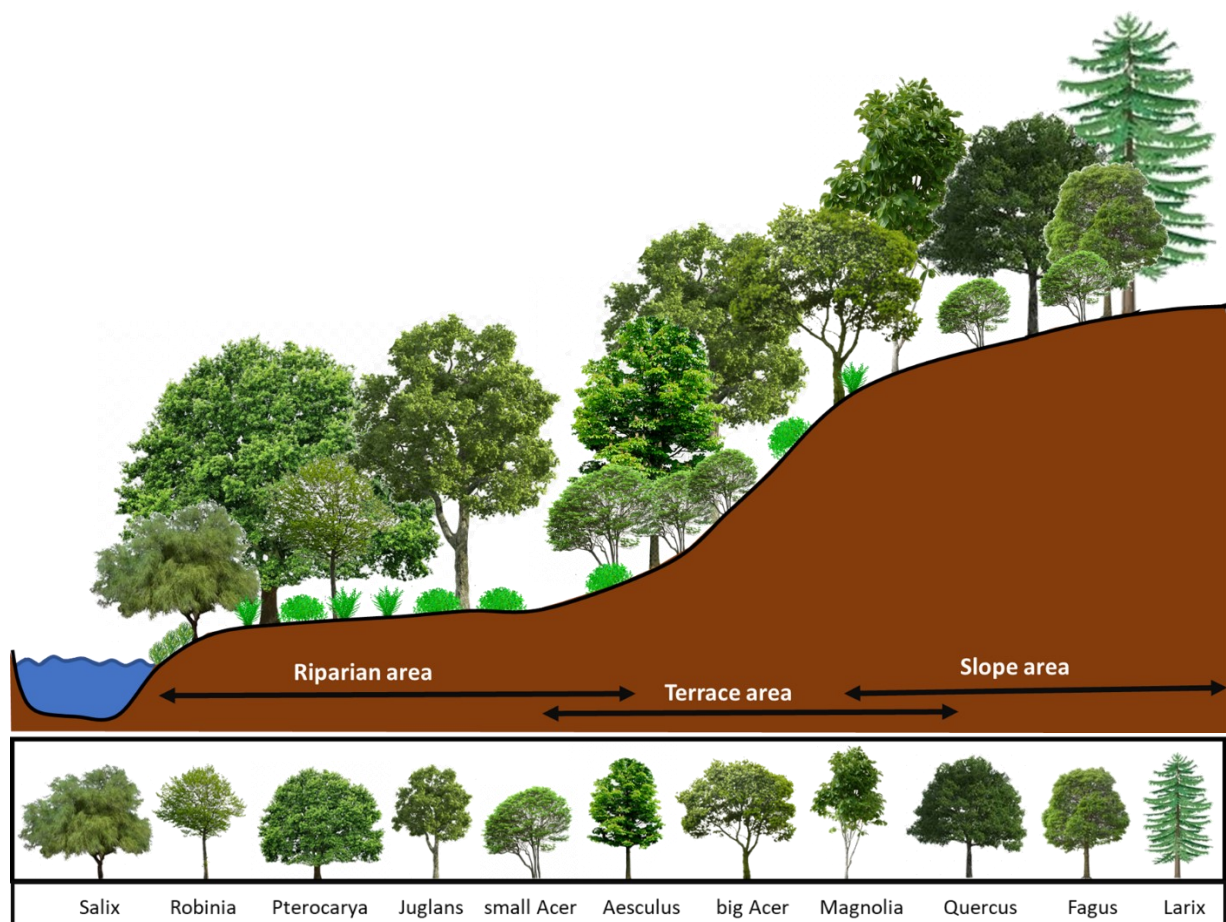 Riparian area
Terrace area
Slope area
Salix Robinia Pterocarya Juglans small Acer Aesculus big Acer Magnolia Quercus Fagus Larix